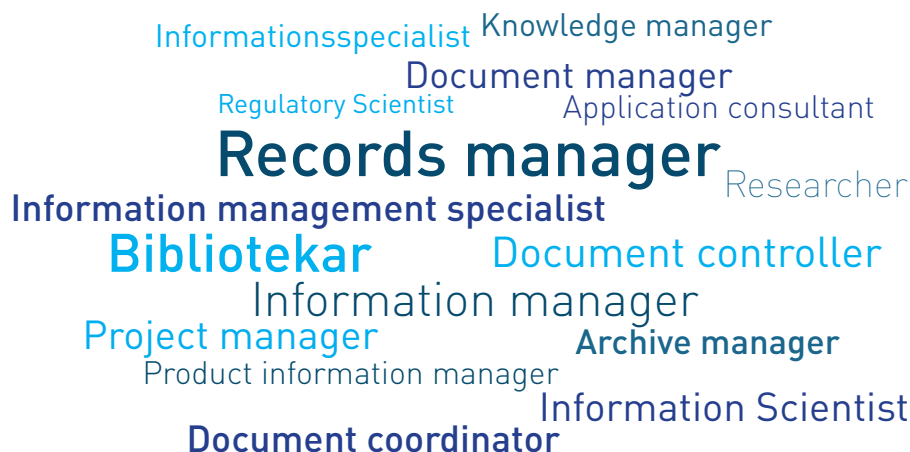 Informationsspecialist
Knowledge manager
Document manager
Regulatory Scientist
Application consultant
Records manager
Researcher
Information management specialist
Bibliotekar
Document controller
Information manager
Project manager
Archive manager
Product information manager
Information Scientist
Document coordinator